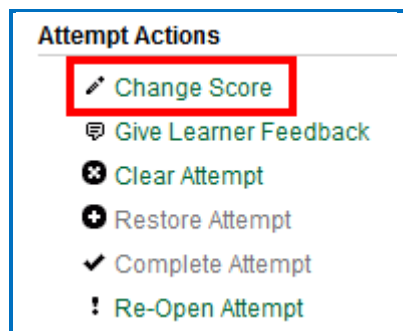 Attempt Actions
Change Score
Give Learner Feedback
Clear Attempt
Restore Attempt
Complete Attempt
Re-Open Attempt